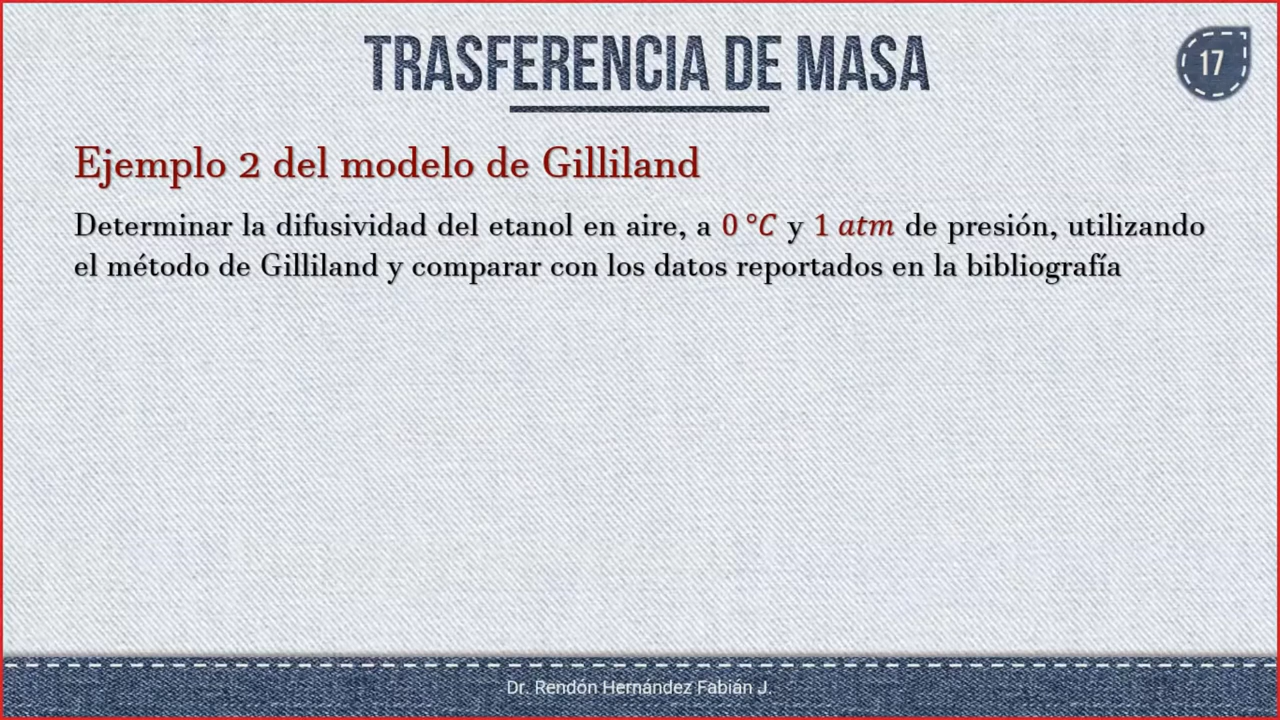 TRASFERENCIA DE MASA
17
Ejemplo 2 del modelo de Gilliland
Determinar la difusividad del etanol en aire, a 0 °C y 1 atm de presión, utilizando
el método de Gilliland y comparar con los datos reportados en la bibliografía
Dr. Rendón Hernández Fabián J.